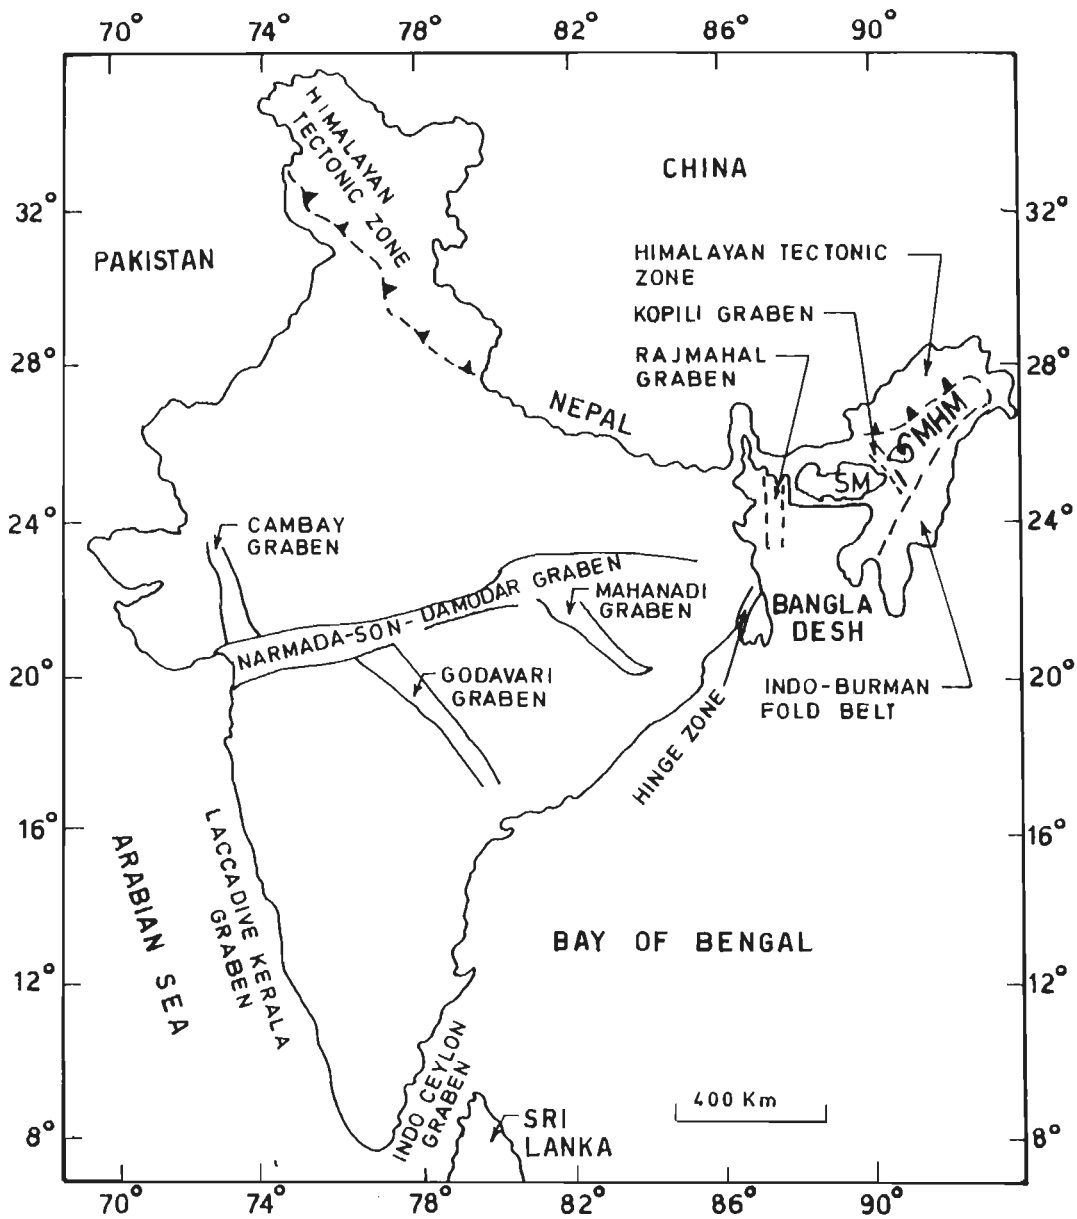 70° 74° 78° 82° 86° 90°
HIMALAYAN
TECTONIC ZONE
CHINA
32° 32°
PAKISTAN
HIMALAYAN TECTONIC
ZONE
KOPILI GRABEN
RAJMAHAL
GRABEN
28° 28°
NEPAL
SMHM
SM
24° 24°
CAMBAY
GRABEN
NARMADA-SON-DAMODAR GRABEN
MAHANADI
GRABEN
BANGLA
DESH
20° 20°
GODAVARI
GRABEN
INDO-BURMAN
FOLD BELT
HINGE ZONE
16° 16°
LACCADIVE KERALA
GRABEN
ARABIAN SEA
BAY OF BENGAL
12° 12°
INDO CEYLON
GRABEN
400 Km
SRI
LANKA
8° 8°
70° 74° 78° 82° 86° 90°